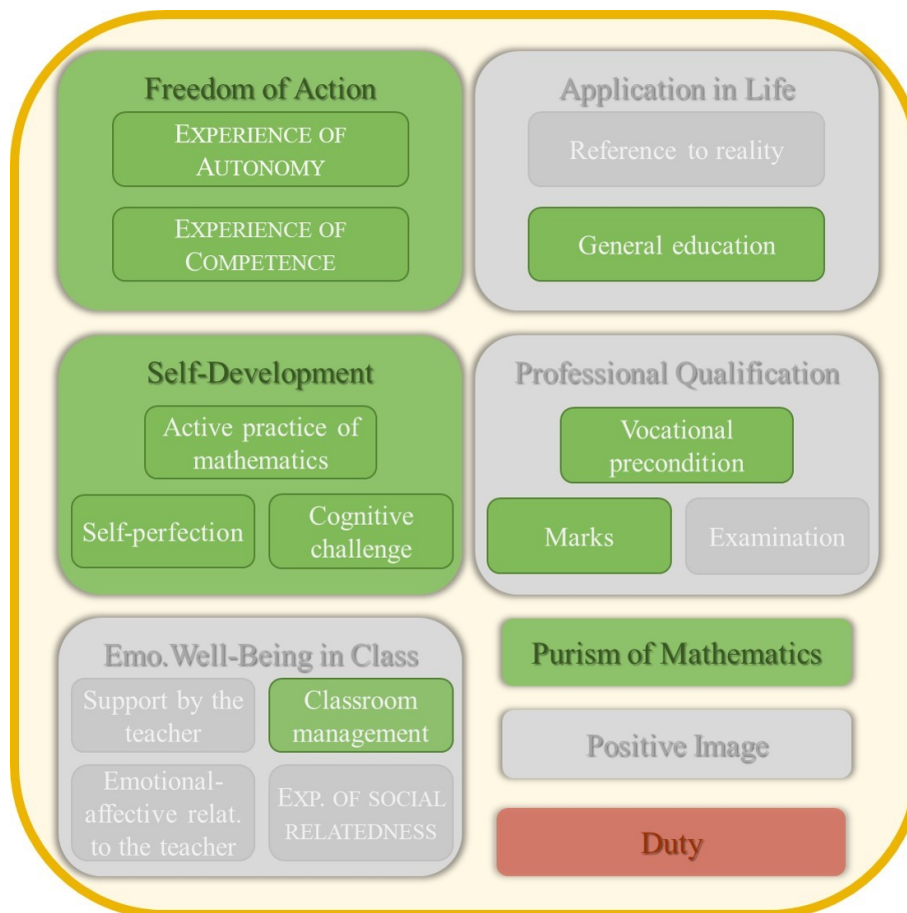 Freedom of Action
EXPERIENCE OF
AUTONOMY
EXPERIENCE OF
COMPETENCE
Application in Life
Reference to reality
General education
Self-Development
Active practice of
mathematics
Self-perfection
Cognitive
challenge
Professional Qualification
Vocational
precondition
Marks
Examination
Emo.Well-Being in Class
Support by the
teacher
Classroom
management
Emotional-
affective relat.
to the teacher
EXP. OF SOCIAL
RELATEDNESS
Purism of Mathematics
Positive Image
Duty